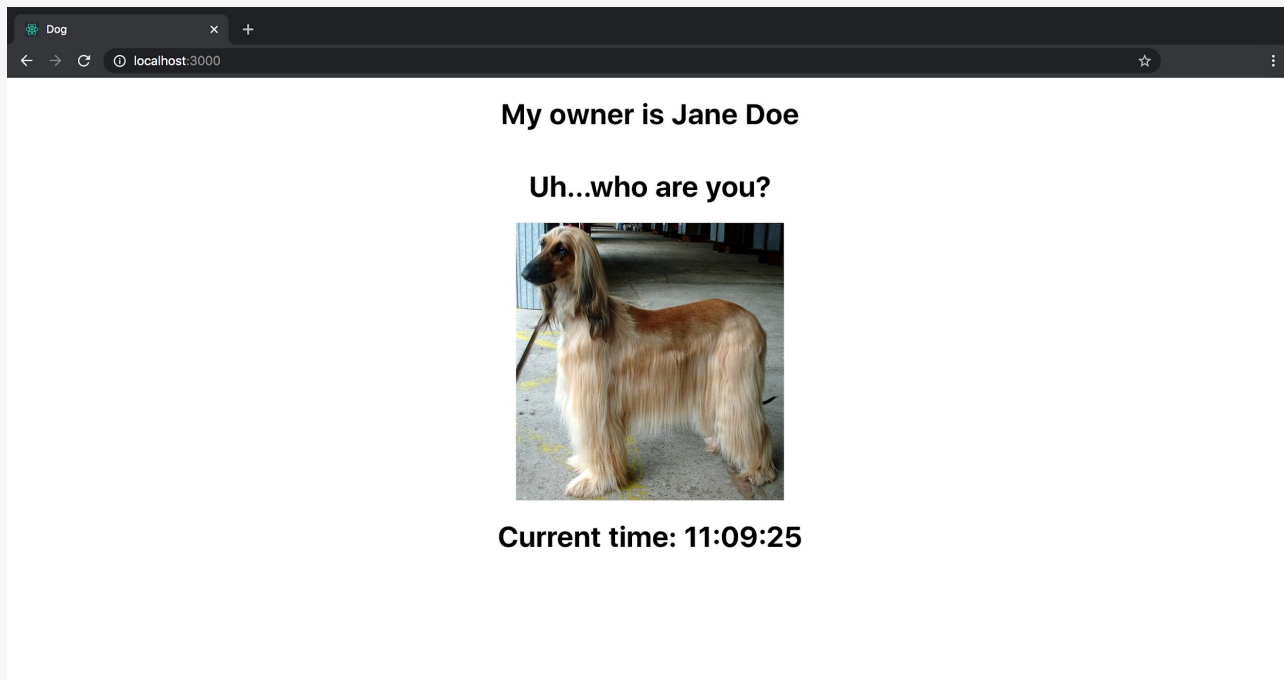 Dog
localhost:3000
My owner is Jane Doe
Uh...who are you?
Current time: 11:09:25